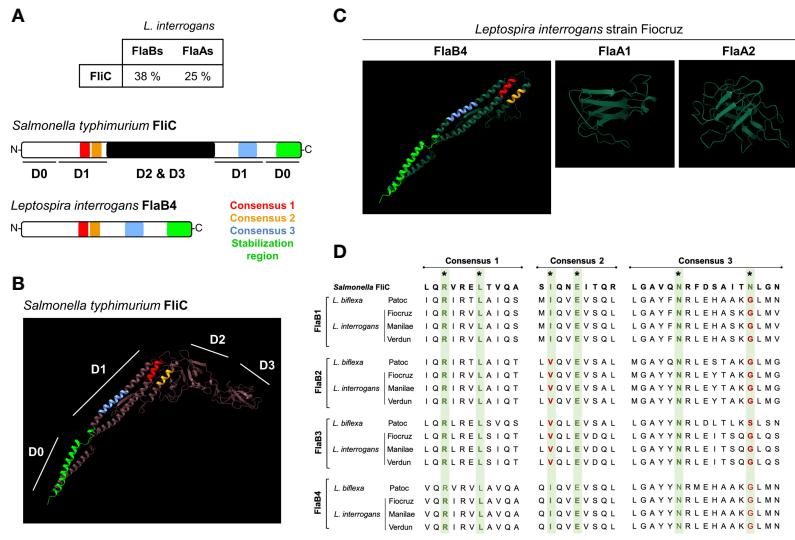 A
L. interrogans
FlaBs FlaAs
FliC 38 % 25 %
Salmonella typhimurium FliC
N- -C
D0 D1 D2 & D3 D1 D0
Leptospira interrogans FlaB4
N- -C
Consensus 1
Consensus 2
Consensus 3
Stabilization
region
B
Salmonella typhimurium FliC
D0
D1
D2
D3
C
Leptospira interrogans strain Fiocruz
FlaB4 FlaA1 FlaA2
D
Consensus 1 Consensus 2 Consensus 3
* * * * * *
Salmonella FliC L Q R V R E L T V Q A S I Q N E I T Q R L G A V Q N R F D S A I T N L G N
FlaB1
L. biflexa Patoc I Q R I R T L A I Q S M I Q V E V S Q L L G A Y F N R L E H A A K G L M N
L. interrogans
Fiocruz I Q R I R T L A I Q S M I Q V E V S Q L L G A Y F N R L E H A A K G L M V
Manilae I Q R I R T L A I Q S M I Q V E V S Q L L G A Y F N R L E H A A K G L M V
Verdun I Q R I R T L A I Q S M I Q V E V S Q L L G A Y F N R L E H A A K G L M V
FlaB2
L. biflexa Patoc I Q R I R T L A I Q T L V Q V E V S A L M G A Y Y N R L E S T A K G L M G
L. interrogans
Fiocruz I Q R I R T L A I Q T L V Q V E V S A L M G A Y Y N R L E Y T A K G L M G
Manilae I Q R I R T L A I Q T L V Q V E V S A L M G A Y Y N R L E Y T A K G L M G
Verdun I Q R I R T L A I Q T L V Q V E V S A L M G A Y Y N R L E Y T A K G L M G
FlaB3
L. biflexa Patoc I Q R L R E L S V Q S L V Q L E V D Q L L G A Y Y N R L E I T L K S L S N
L. interrogans
Fiocruz I Q R L R E L S I Q T L V Q L E V D Q L L G A Y Y N R L E I T S Q G L Q S
Manilae I Q R L R E L S I Q T L V Q L E V D Q L L G A Y Y N R L E I T S Q G L Q S
Verdun I Q R L R E L S I Q T L V Q L E V D Q L L G A Y Y N R L E I T S Q G L Q S
FlaB4
L. biflexa Patoc V Q R V R V L A V Q A Q I Q V E V S Q L L G A Y Y N R M E H A A K G L M N
L. interrogans
Fiocruz V Q R I R V L A V Q A Q I Q V E V S Q L L G A Y Y N R L E H A A K G L M N
Manilae V Q R I R V L A V Q A Q I Q V E V S Q L L G A Y Y N R L E H A A K G L M N
Verdun V Q R I R V L A V Q A Q I Q V E V S Q L L G A Y Y N R L E H A A K G L M N